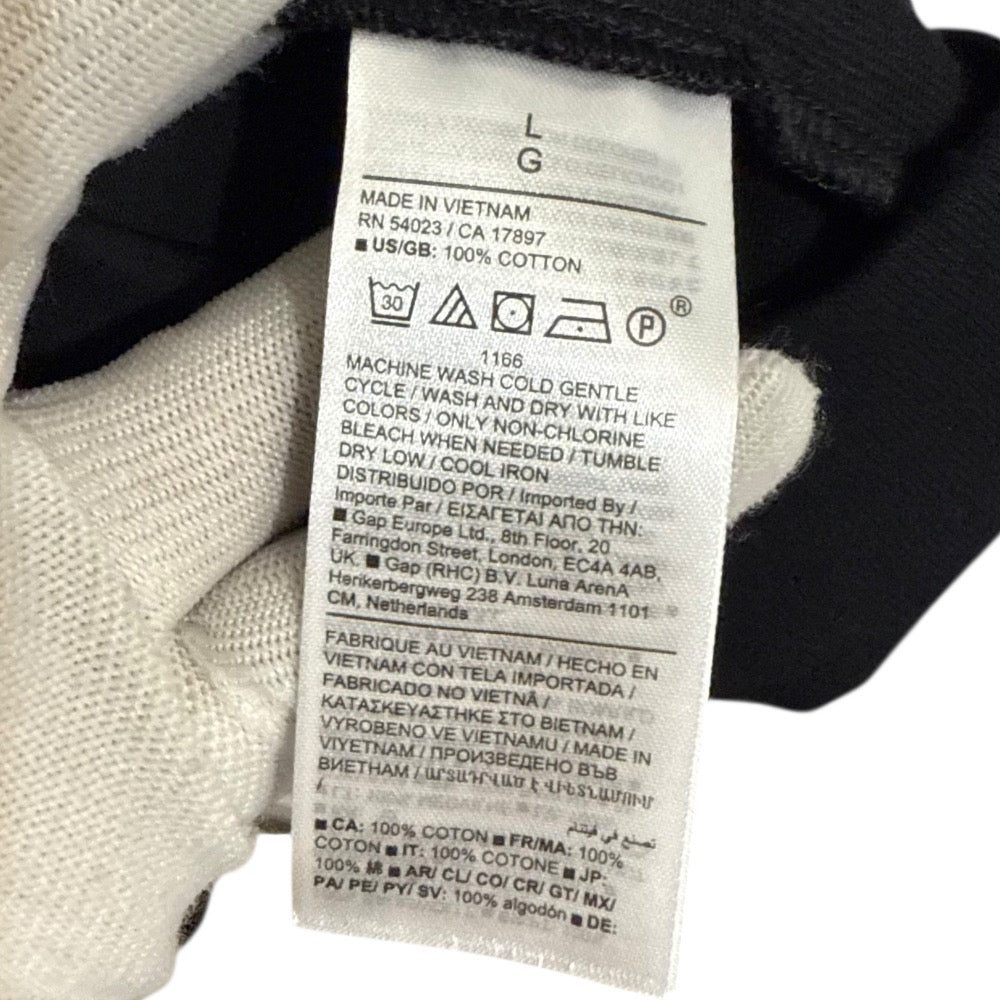 L
G
MADE IN VIETNAM
RN 54023 / CA 17897
■ US/GB: 100% COTTON
30
P
®
1166
MACHINE WASH COLD GENTLE
CYCLE / WASH AND DRY WITH LIKE
COLORS / ONLY NON-CHLORINE
BLEACH WHEN NEEDED / TUMBLE
DRY LOW / COOL IRON
DISTRIBUIDO POR / Imported By /
Importe Par / ΕΙΣΑΓΕΤΑΙ ΑΠΟ ΤΗΝ:
■ Gap Europe Ltd., 8th Floor, 20
Farringdon Street, London, EC4A 4AB,
UK. ■ Gap (RHC) B.V. Luna ArenA
Herikerbergweg 238 Amsterdam 1101
CM, Netherlands
FABRIQUE AU VIETNAM / HECHO EN
VIETNAM CON TELA IMPORTADA /
FABRICADO NO VIETNÃ /
ΚΑΤΑΣΚΕΥΑΣΤΗΚΕ ΣΤΟ ΒΙΕΤΝΑΜ /
VYROBENO VE VIETNAMU / MADE IN
VIYETNAM / ПРОИЗВЕДЕНО ВЪВ
ВИЕТНАМ / ԱՐՏԱԴՐՎԱԾ Է ՎԻԵՏՆԱՄՈՒՄ
/
تصنع في فيتنام
■ CA: 100% COTON ■ FR/MA: 100%
COTON ■ IT: 100% COTONE ■ JP-
100% 綿 ■ AR/ CL/ CO/ CR/ GT/ MX/
PA/ PE/ PY/ SV: 100% algodón ■ DE: